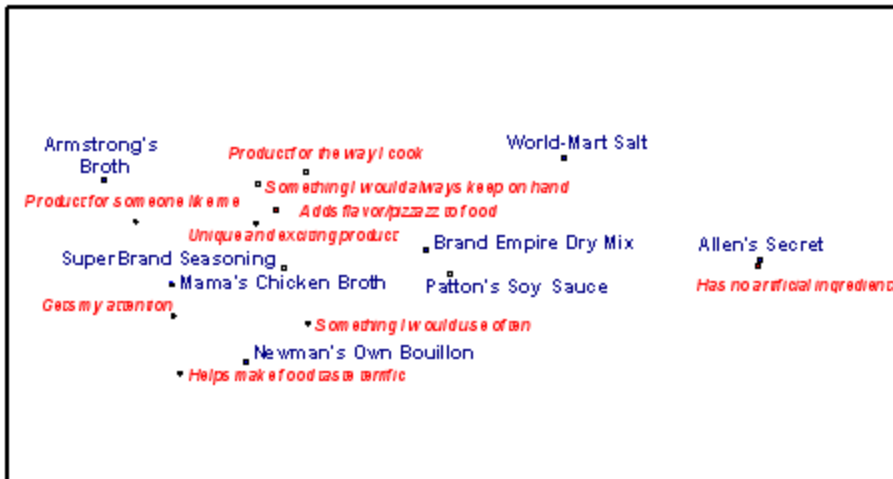 World-Mart Salt
Armstrong's
Broth
Product for the way I cook
Something I would always keep on hand
Product for someone like me
Adds flavor/pizzazz to food
Unique and exciting product
Brand Empire Dry Mix
Allen's Secret
Super Brand Seasoning
Mama's Chicken Broth
Patton's Soy Sauce
Has no artificial ingredient
Gets my attention
Something I would use often
Newman's Own Bouillon
Helps make food taste terrific